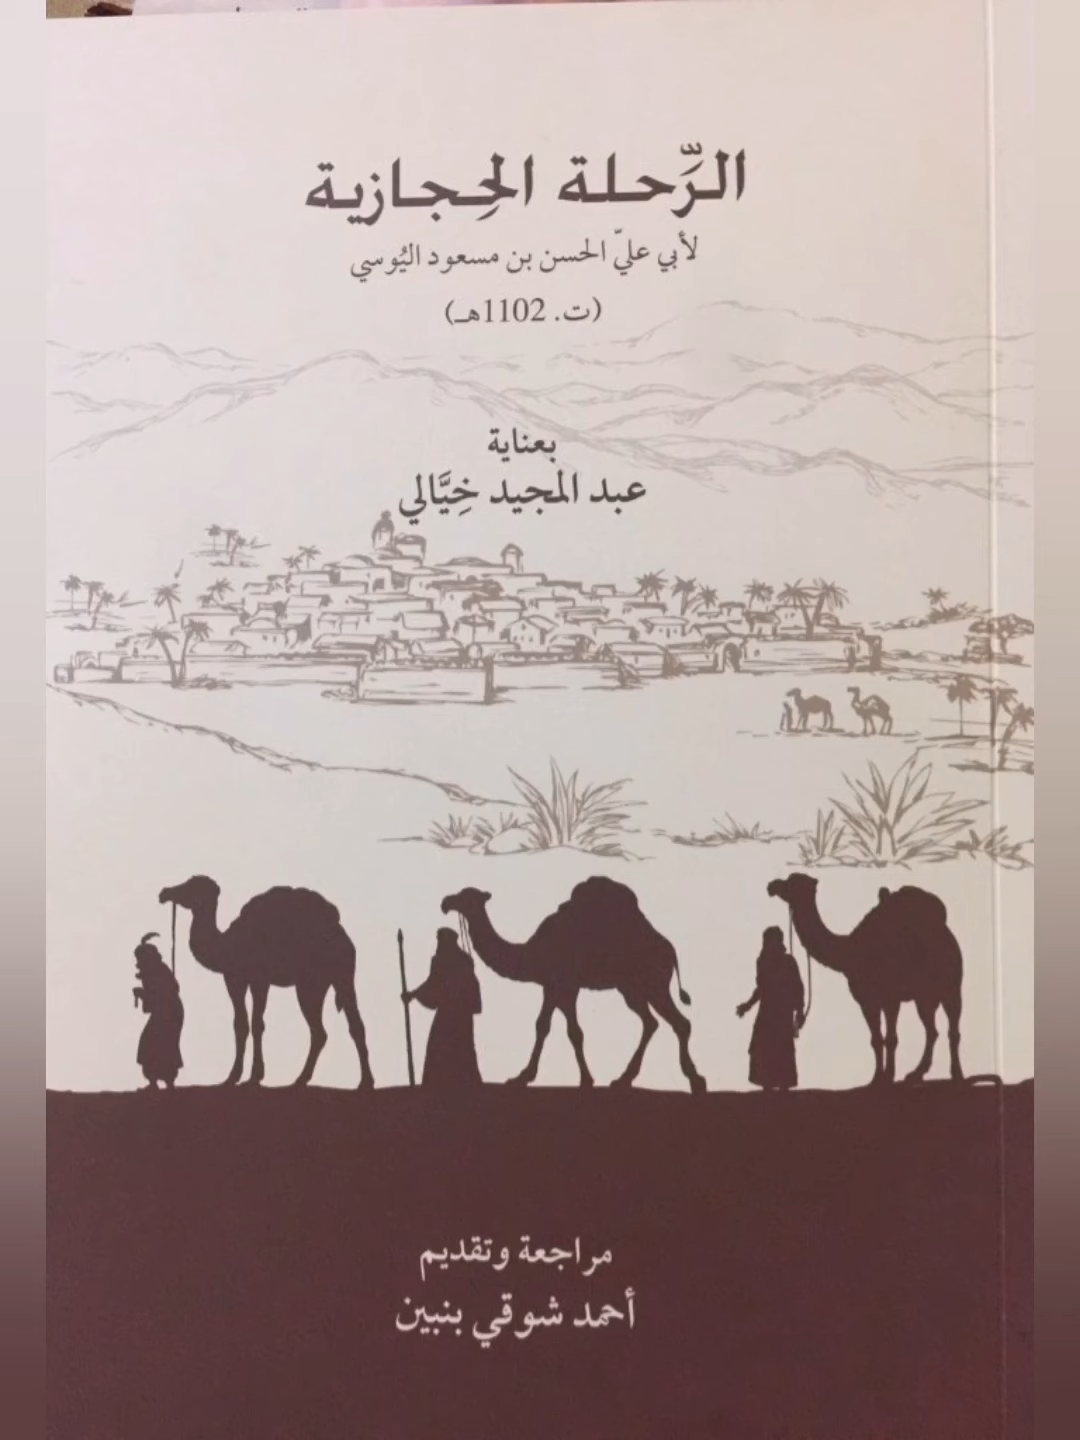 الرِّحلة الحِجازية
لأبي عليّ الحسن بن مسعود اليُوسي
(ت. 1102هـ)
بعناية
عبد المجيد خِيَّالي
مراجعة وتقديم
أحمد شوقي بنبين